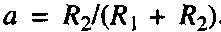 a = R₂/(R₁ + R₂).